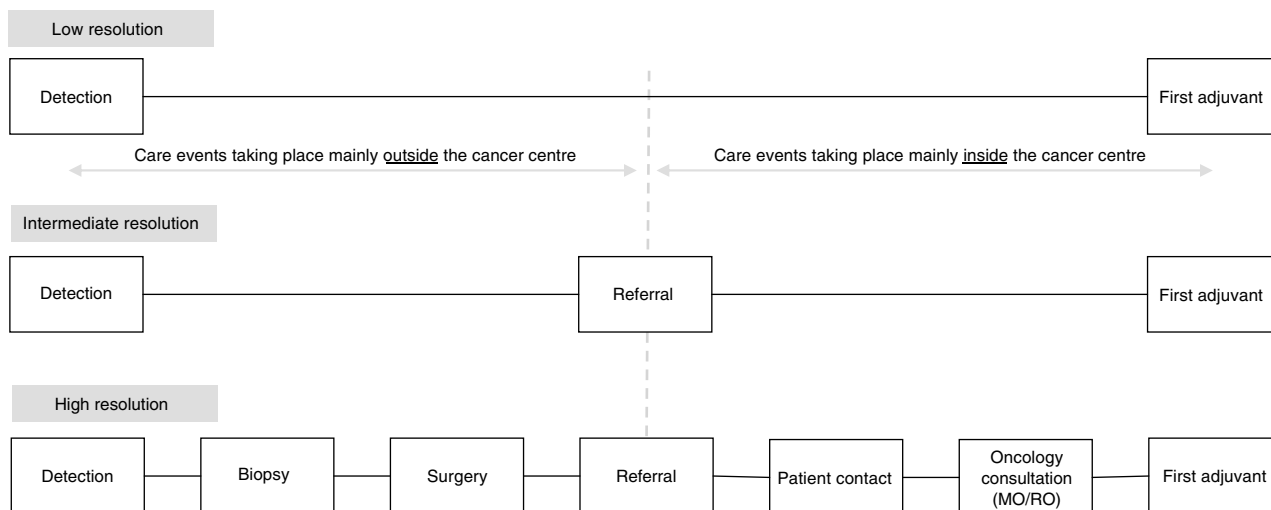 Low resolution
Detection
First adjuvant
Care events taking place mainly outside the cancer centre
Care events taking place mainly inside the cancer centre
Intermediate resolution
Detection
Referral
First adjuvant
High resolution
Detection
Biopsy
Surgery
Referral
Patient contact
Oncology
consultation
(MO/RO)
First adjuvant